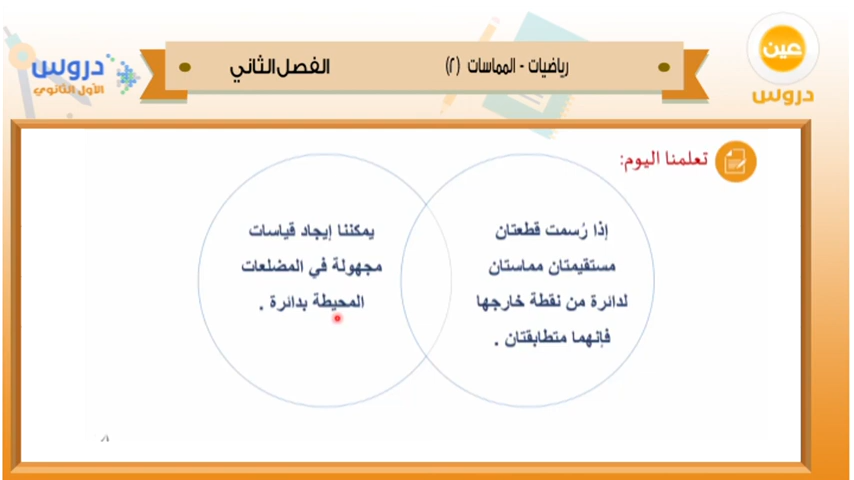 عين
دروس
رياضيات - المماسات (٢)
الفصل الثاني
دروس
الأول الثانوي
تعلمنا اليوم:
إذا رُسمت قطعتان
مستقيمتان مماستان
لدائرة من نقطة خارجها
فإنهما متطابقتان .
يمكننا إيجاد قياسات
مجهولة في المضلعات
المحيطة بدائرة .